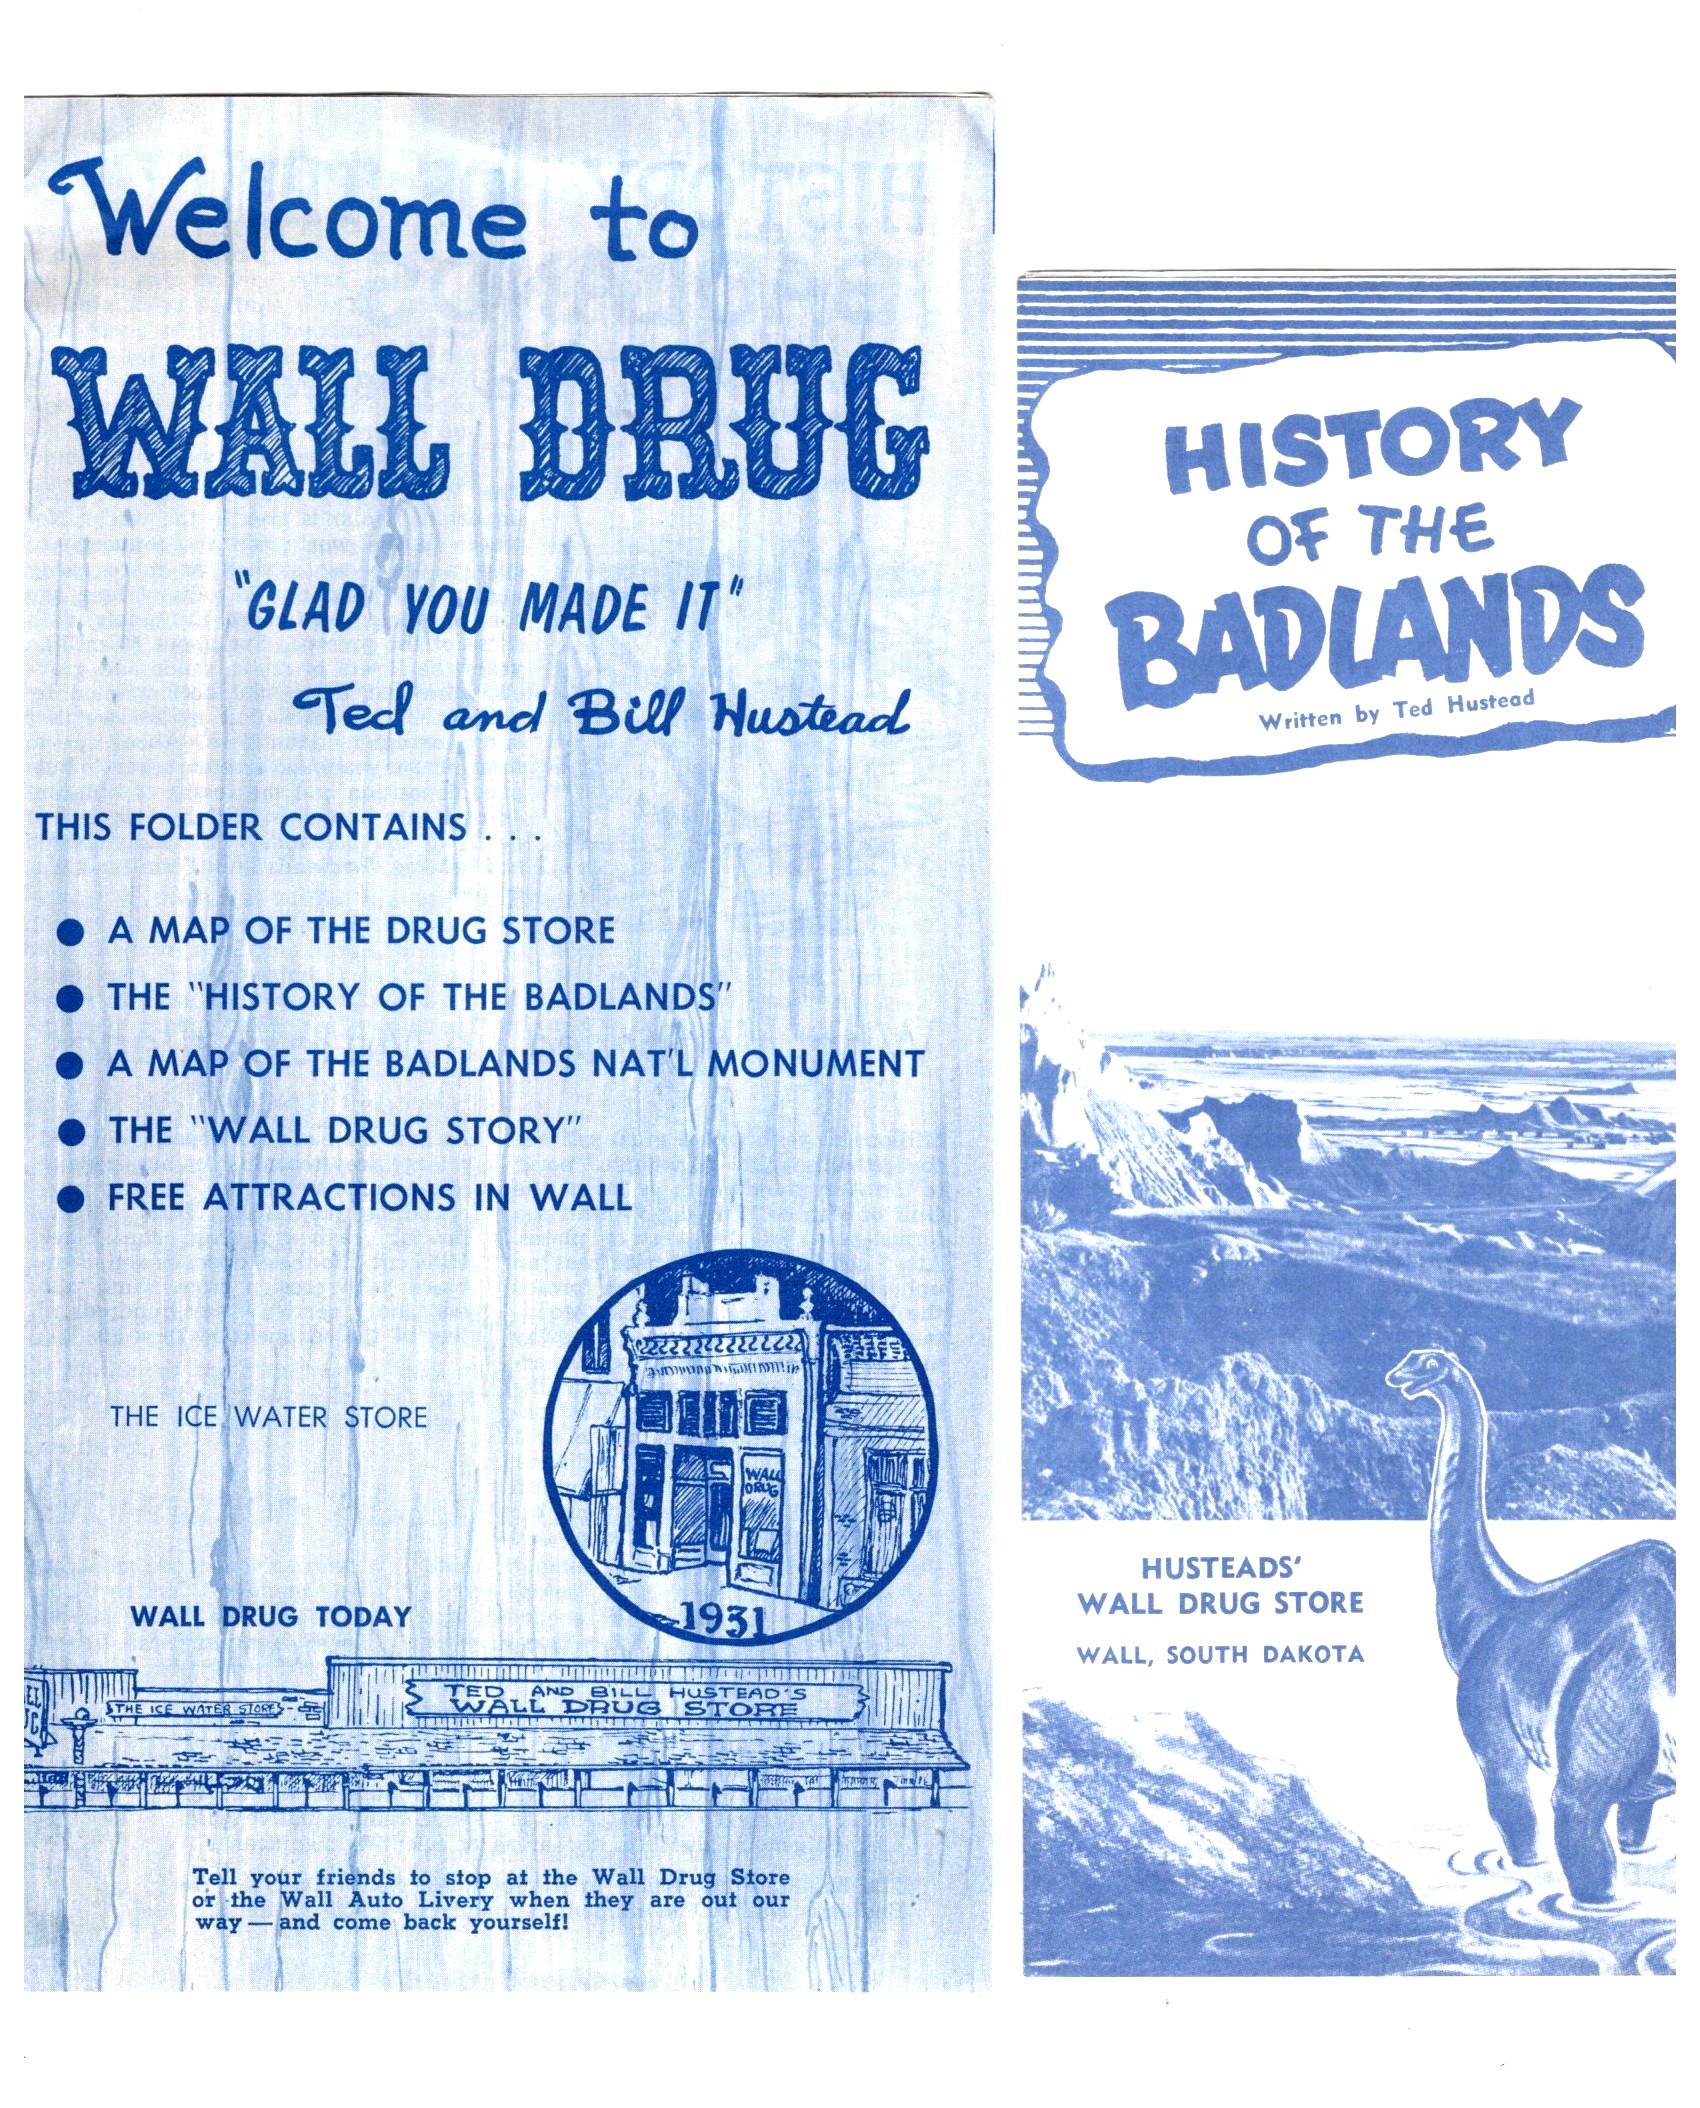 Welcome to
WALL DRUG
"GLAD YOU MADE IT"
Ted and Bill Hustead
THIS FOLDER CONTAINS . . .
● A MAP OF THE DRUG STORE
● THE "HISTORY OF THE BADLANDS"
● A MAP OF THE BADLANDS NAT'L MONUMENT
● THE "WALL DRUG STORY"
● FREE ATTRACTIONS IN WALL
THE ICE WATER STORE
WALL
DRUG
1931
WALL DRUG TODAY
THE ICE WATER STORE
TED AND BILL HUSTEAD'S
WALL DRUG STORE
Tell your friends to stop at the Wall Drug Store
or the Wall Auto Livery when they are out our
way — and come back yourself!
HISTORY
OF THE
BADLANDS
Written by Ted Hustead
HUSTEADS'
WALL DRUG STORE
WALL, SOUTH DAKOTA